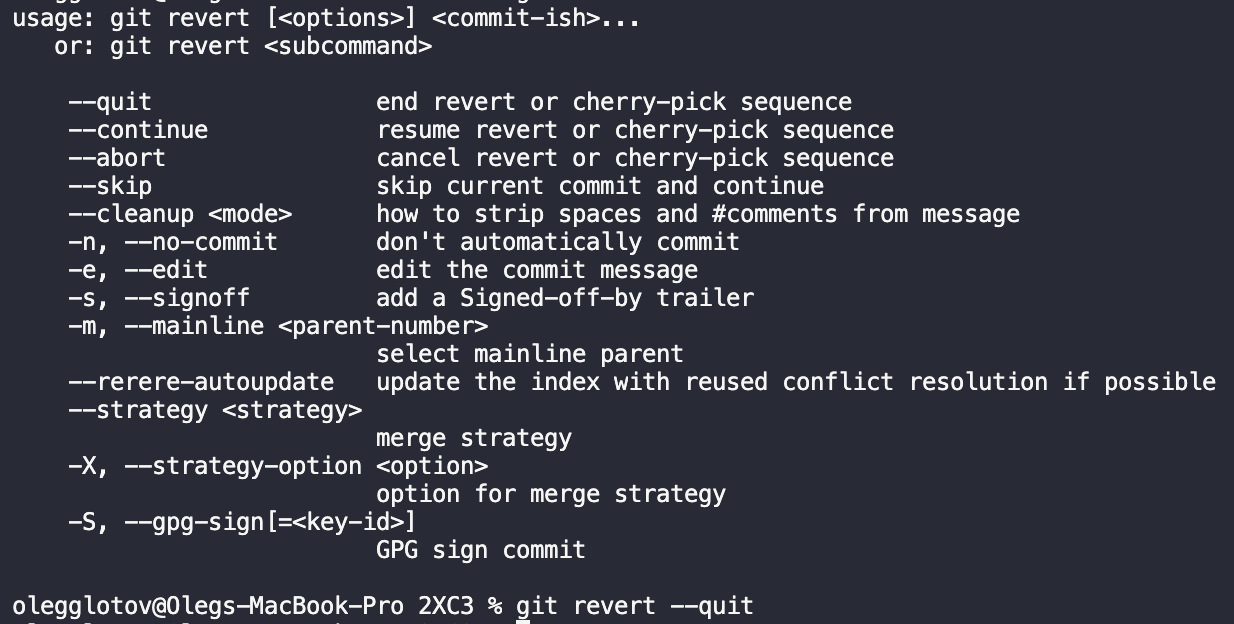 usage: git revert [<options>] <commit-ish>...
   or: git revert <subcommand>

    --quit                end revert or cherry-pick sequence
    --continue            resume revert or cherry-pick sequence
    --abort               cancel revert or cherry-pick sequence
    --skip                skip current commit and continue
    --cleanup <mode>      how to strip spaces and #comments from message
    -n, --no-commit       don't automatically commit
    -e, --edit            edit the commit message
    -s, --signoff         add a Signed-off-by trailer
    -m, --mainline <parent-number>
                          select mainline parent
    --rerere-autoupdate   update the index with reused conflict resolution if possible
    --strategy <strategy>
                          merge strategy
    -X, --strategy-option <option>
                          option for merge strategy
    -S, --gpg-sign[=<key-id>]
                          GPG sign commit

olegglotov@Olegs-MacBook-Pro 2XC3 % git revert --quit